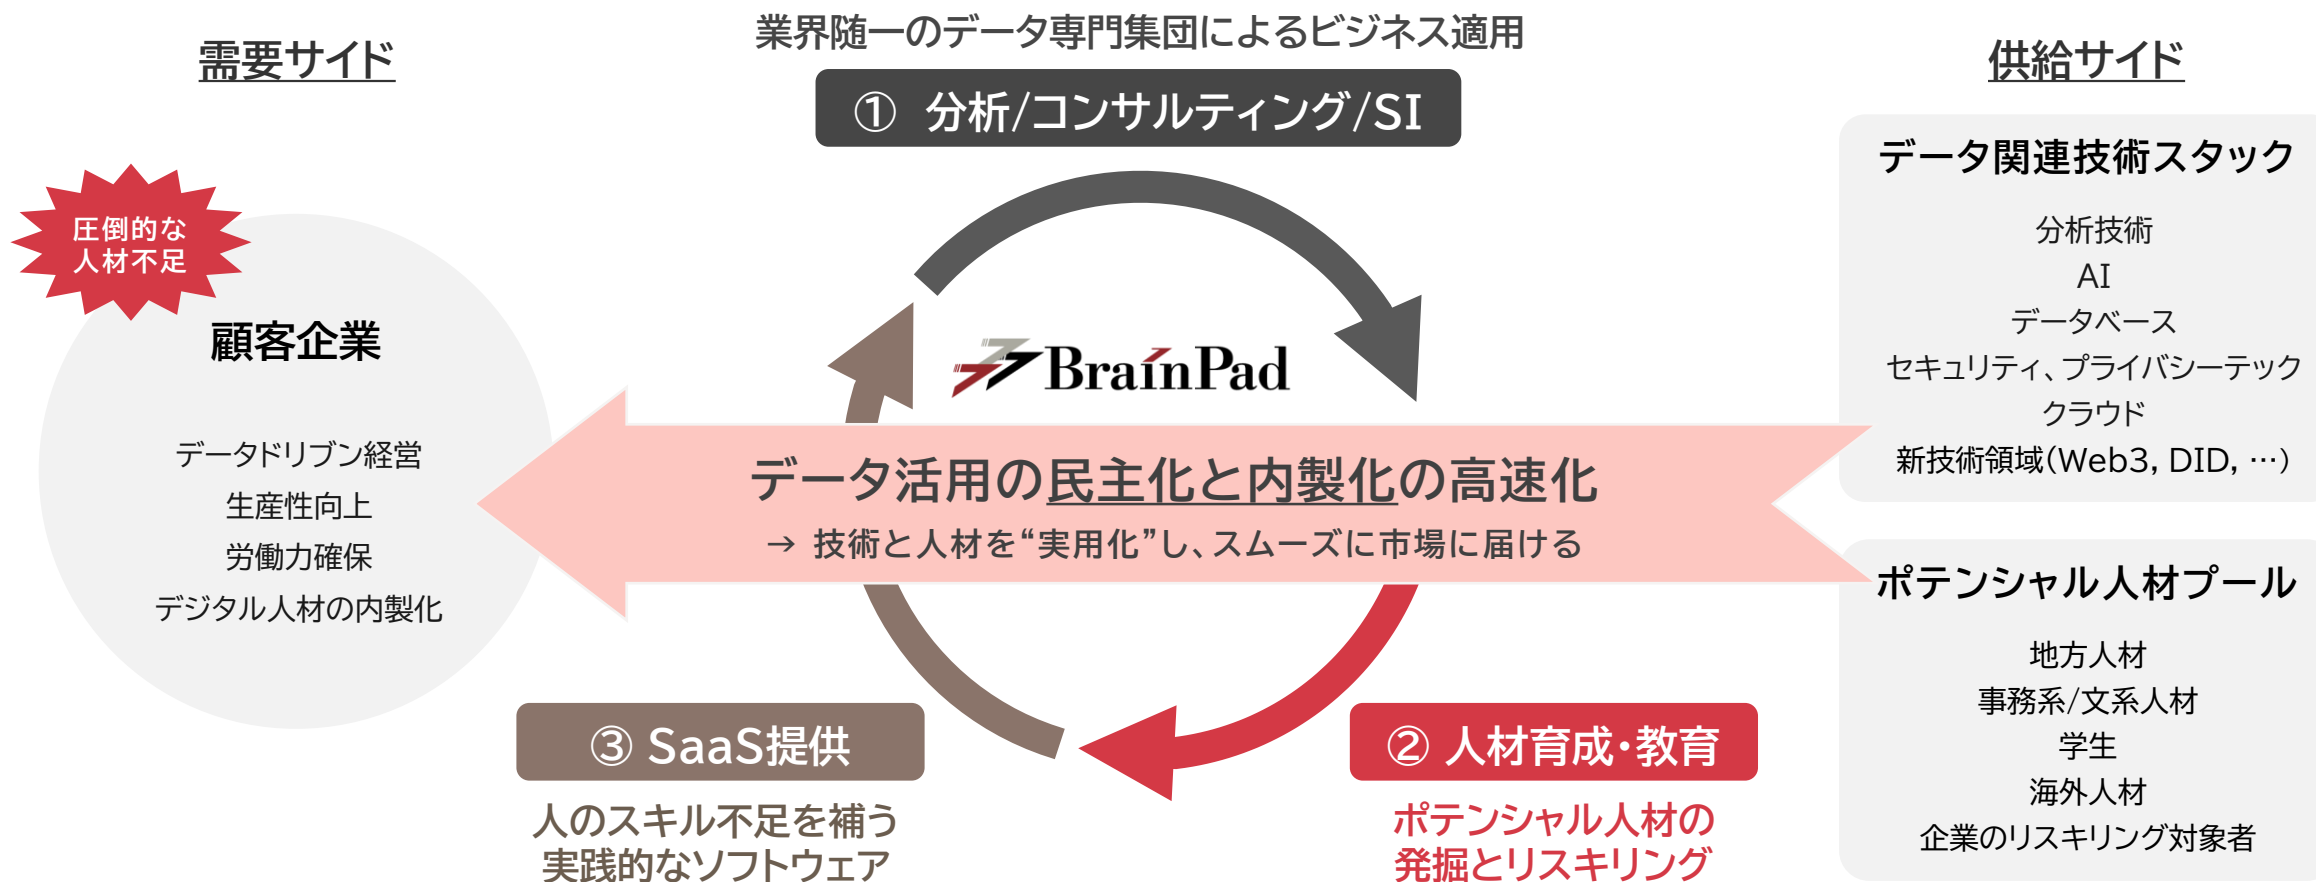 業界随一のデータ専門集団によるビジネス適用
需要サイド
供給サイド
① 分析/コンサルティング/SI
圧倒的な
人材不足
顧客企業
データドリブン経営
生産性向上
労働力確保
デジタル人材の内製化
BrainPad
データ活用の民主化と内製化の高速化
→ 技術と人材を“実用化”し、スムーズに市場に届ける
データ関連技術スタック
分析技術
AI
データベース
セキュリティ、プライバシーテック
クラウド
新技術領域(Web3, DID, …)
ポテンシャル人材プール
地方人材
事務系/文系人材
学生
海外人材
企業のリスキリング対象者
③ SaaS提供
人のスキル不足を補う
実践的なソフトウェア
② 人材育成・教育
ポテンシャル人材の
発掘とリスキリング